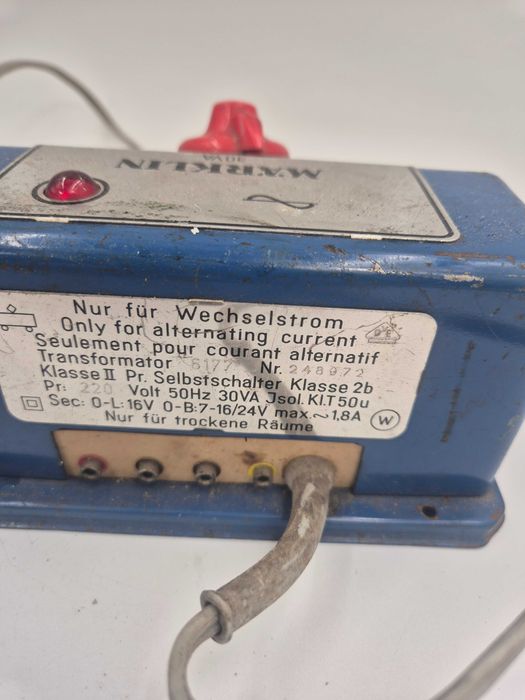 MÄRKLIN
30VA
Nur für Wechselstrom
Only for alternating current
Seulement pour courant alternatif
Transformator 6177 Nr. 248972
Klasse II Pr. Selbstschalter Klasse 2b
Pr: 220 Volt 50Hz 30VA Jsol. Kl.T 50u
Sec: 0-L:16V 0-B:7-16/24V max.~1,8A
Nur für trockene Räume
W